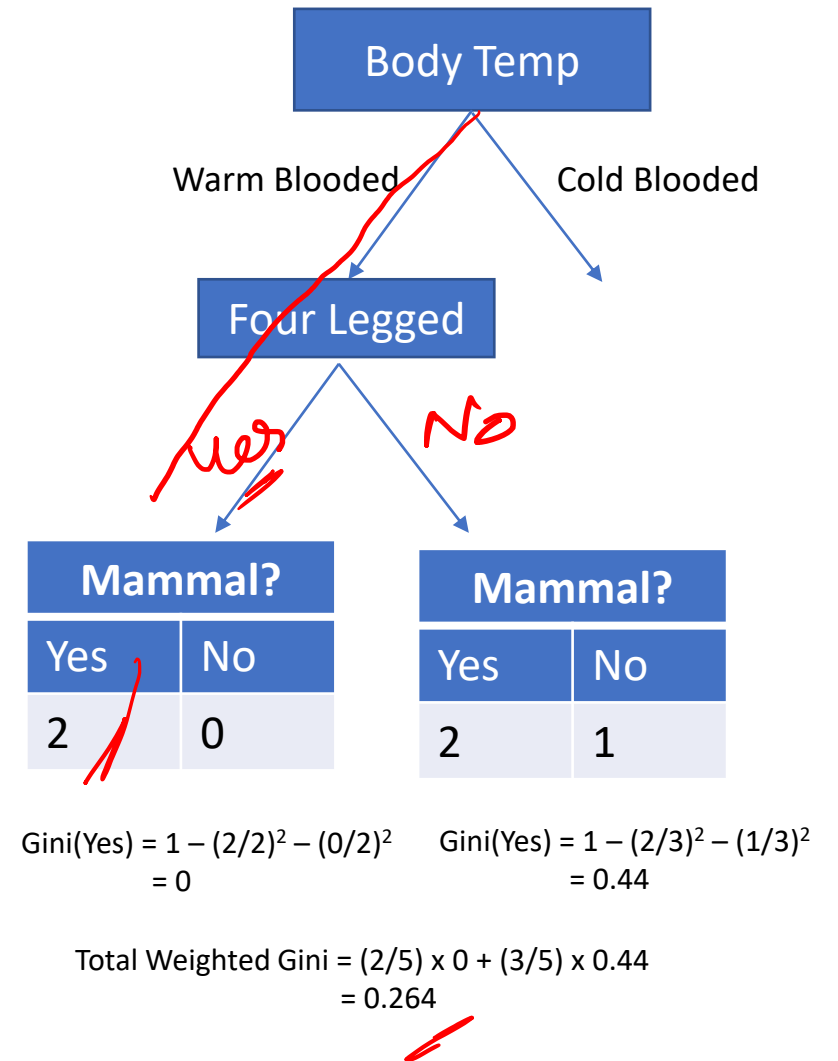 Body Temp
Warm Blooded
Cold Blooded
Four Legged
Yes
No
Mammal?
Yes No
2 0
Mammal?
Yes No
2 1
Gini(Yes) = 1 – (2/2)² – (0/2)²
= 0
Gini(Yes) = 1 – (2/3)² – (1/3)²
= 0.44
Total Weighted Gini = (2/5) x 0 + (3/5) x 0.44
= 0.264